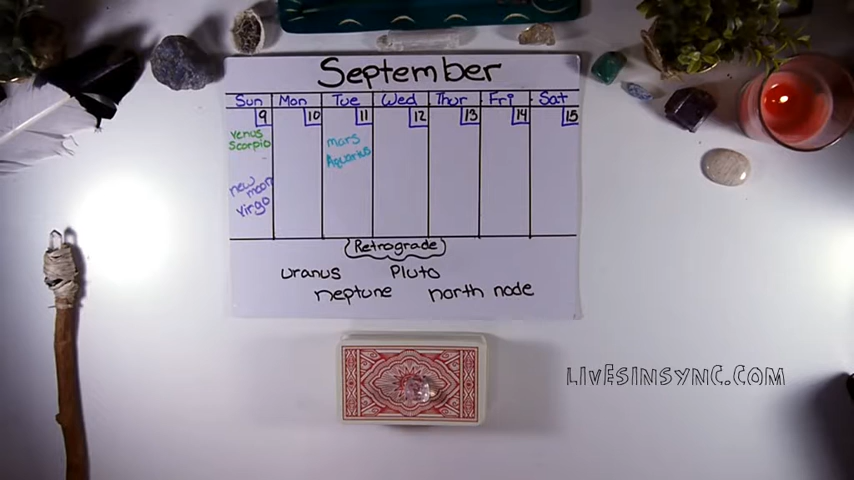 September
Sun Mon Tue Wed Thur Fri Sat
9 10 11 12 13 14 15
venus
Scorpio
new moon
virgo
mars
Aquarius
Retrograde
uranus Pluto
neptune north node
LIVESINSYNC.COM